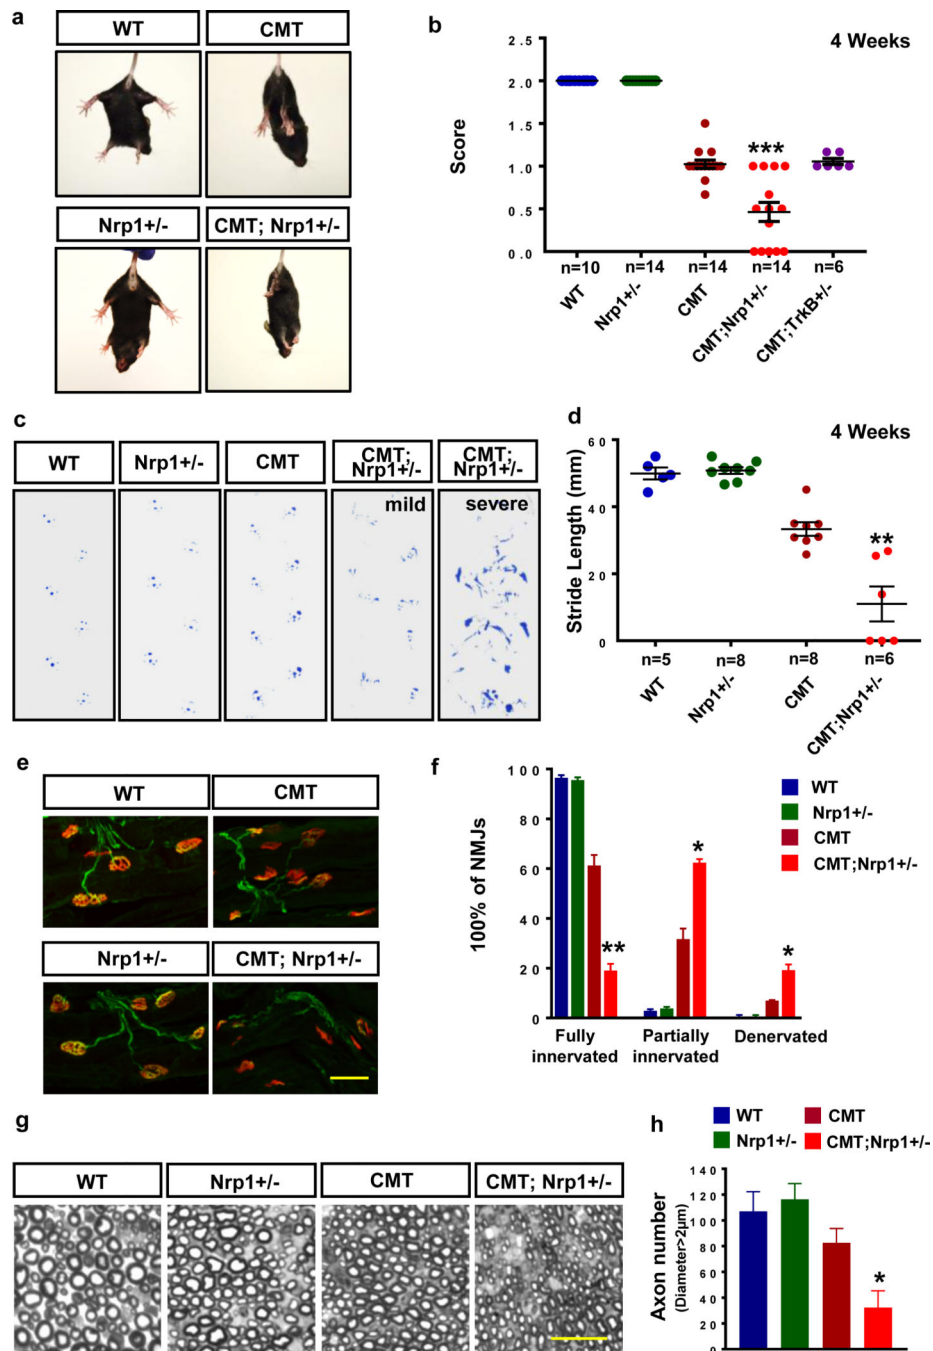 a
WT
CMT
Nrp1+/-
CMT; Nrp1+/-
b
4 Weeks
Score
2.5
2.0
1.5
1.0
0.5
0.0
n=10
n=14
n=14
n=14
n=6
***
WT
Nrp1+/-
CMT
CMT;Nrp1+/-
CMT;TrkB+/-
c
WT
Nrp1+/-
CMT
CMT;
Nrp1+/-
CMT;
Nrp1+/-
mild
severe
d
4 Weeks
Stride Length (mm)
60
40
20
0
**
n=5
n=8
n=8
n=6
WT
Nrp1+/-
CMT
CMT;Nrp1+/-
e
WT
CMT
Nrp1+/-
CMT; Nrp1+/-
f
100% of NMJs
100
80
60
40
20
0
WT
Nrp1+/-
CMT
CMT;Nrp1+/-
**
*
*
Fully
innervated
Partially
innervated
Denervated
g
WT
Nrp1+/-
CMT
CMT; Nrp1+/-
h
WT
CMT
Nrp1+/-
CMT;Nrp1+/-
Axon number
(Diameter>2µm)
140
120
100
80
60
40
20
0
*